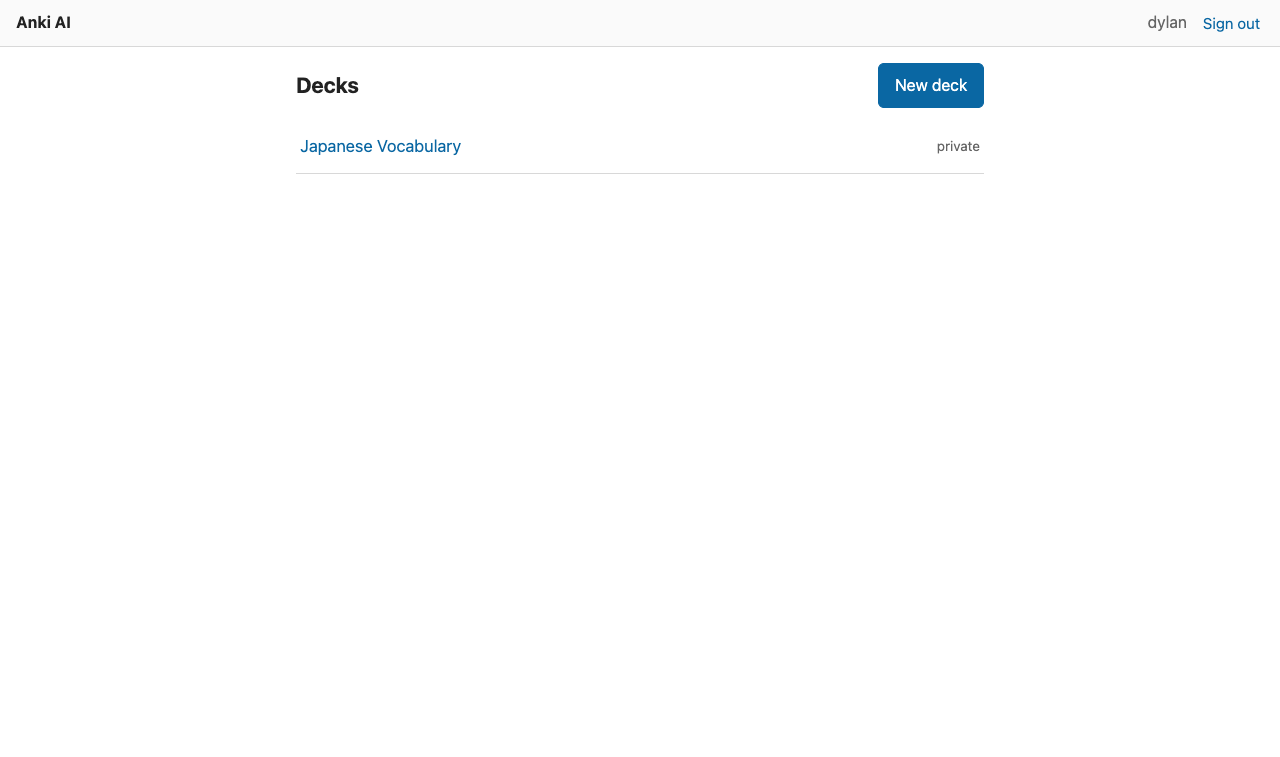 Anki AI
dylan
Sign out
Decks
New deck
Japanese Vocabulary
private